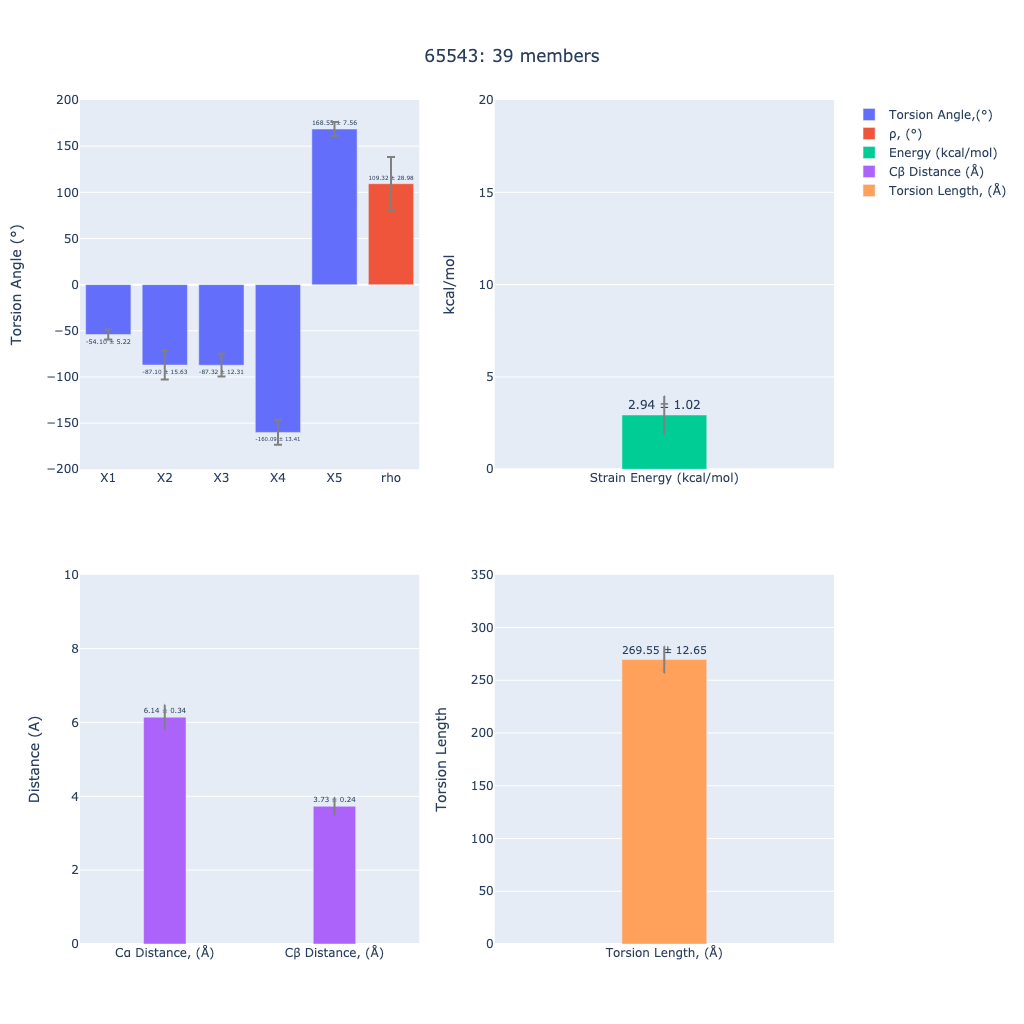 65543: 39 members
Torsion Angle (°)
200
150
100
50
0
−50
−100
−150
−200
-54.10 ± 5.22
-87.10 ± 15.63
-87.32 ± 12.31
-160.09 ± 13.41
± 7.56
109.32 ± 28.98
X1 X2 X3 X4 X5 rho
kcal/mol
20
15
10
5
0
2.94 ± 1.02
Strain Energy (kcal/mol)
Torsion Angle,(°)
ρ, (°)
Energy (kcal/mol)
Cβ Distance (Å)
Torsion Length, (Å)
Distance (A)
10
8
6
4
2
0
6.14 ± 0.34
3.73 ± 0.24
Cα Distance, (Å) Cβ Distance, (Å)
Torsion Length
350
300
250
200
150
100
50
0
269.55 ± 12.65
Torsion Length, (Å)